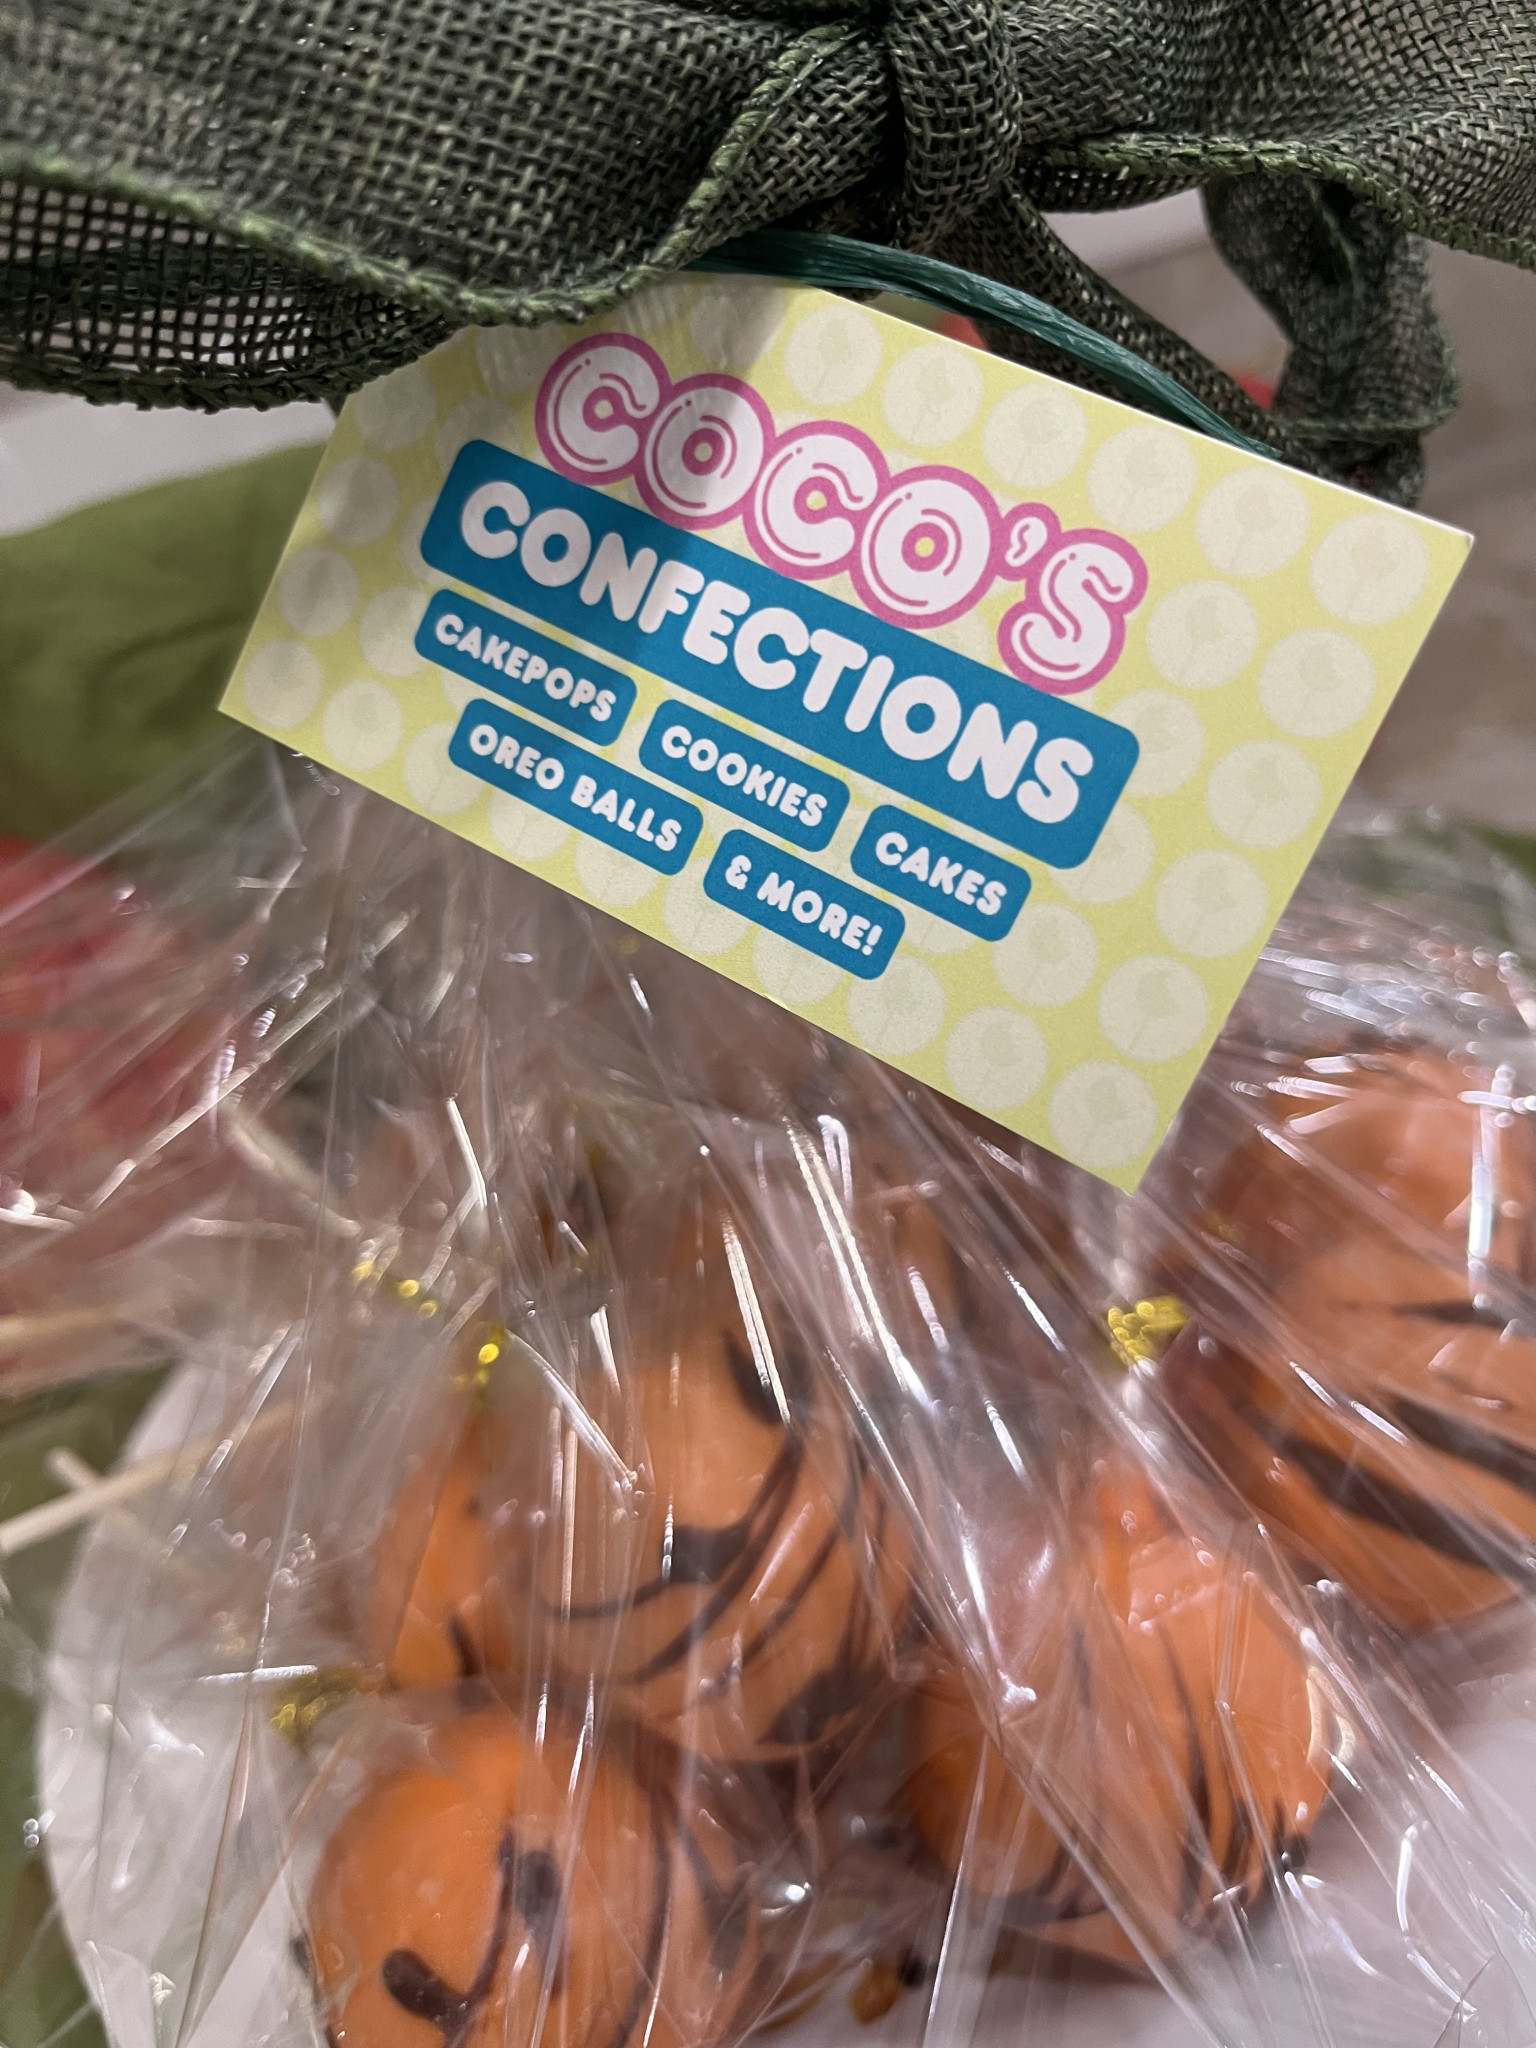 COCO'S
CONFECTIONS
CAKEPOPS COOKIES CAKES
OREO BALLS & MORE!